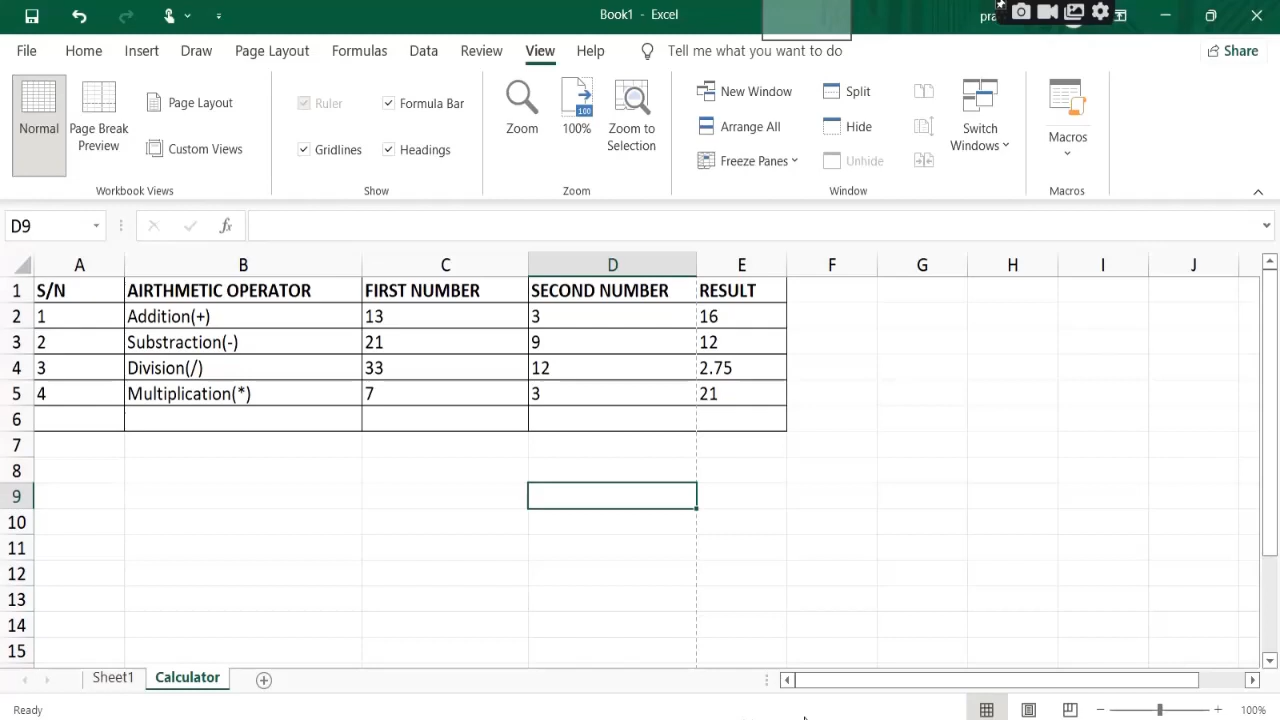 Book1 - Excel
pra
File Home Insert Draw Page Layout Formulas Data Review View Help Tell me what you want to do Share
Normal
Page Break Preview
Page Layout
Custom Views
Workbook Views
Ruler
Formula Bar
Gridlines
Headings
Show
Zoom
100
100%
Zoom to Selection
Zoom
New Window
Arrange All
Freeze Panes
Split
Hide
Unhide
Switch Windows
Window
Macros
Macros
D9
fx
A B C D E F G H I J
1 S/N AIRTHMETIC OPERATOR FIRST NUMBER SECOND NUMBER RESULT
2 1 Addition(+) 13 3 16
3 2 Substraction(-) 21 9 12
4 3 Division(/) 33 12 2.75
5 4 Multiplication(*) 7 3 21
6
7
8
9
10
11
12
13
14
15
Sheet1 Calculator
Ready
100%